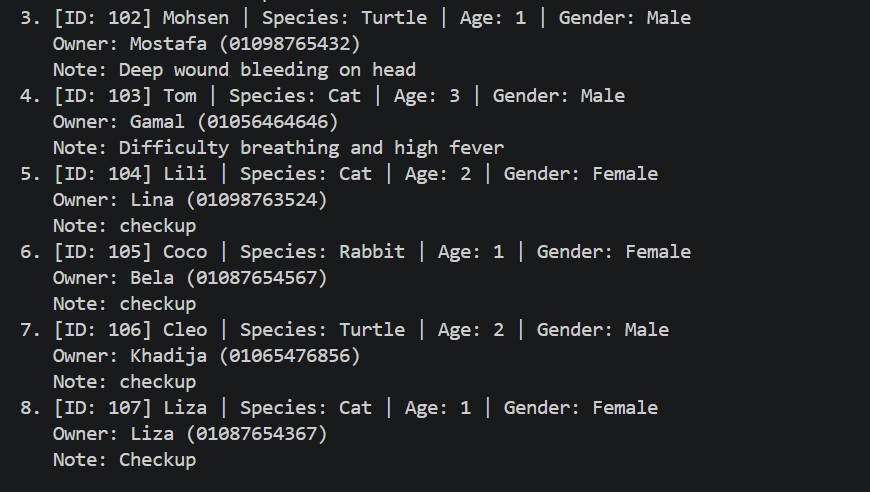 3. [ID: 102] Mohsen | Species: Turtle | Age: 1 | Gender: Male
Owner: Mostafa (01098765432)
Note: Deep wound bleeding on head
4. [ID: 103] Tom | Species: Cat | Age: 3 | Gender: Male
Owner: Gamal (01056464646)
Note: Difficulty breathing and high fever
5. [ID: 104] Lili | Species: Cat | Age: 2 | Gender: Female
Owner: Lina (01098763524)
Note: checkup
6. [ID: 105] Coco | Species: Rabbit | Age: 1 | Gender: Female
Owner: Bela (01087654567)
Note: checkup
7. [ID: 106] Cleo | Species: Turtle | Age: 2 | Gender: Male
Owner: Khadija (01065476856)
Note: checkup
8. [ID: 107] Liza | Species: Cat | Age: 1 | Gender: Female
Owner: Liza (01087654367)
Note: Checkup